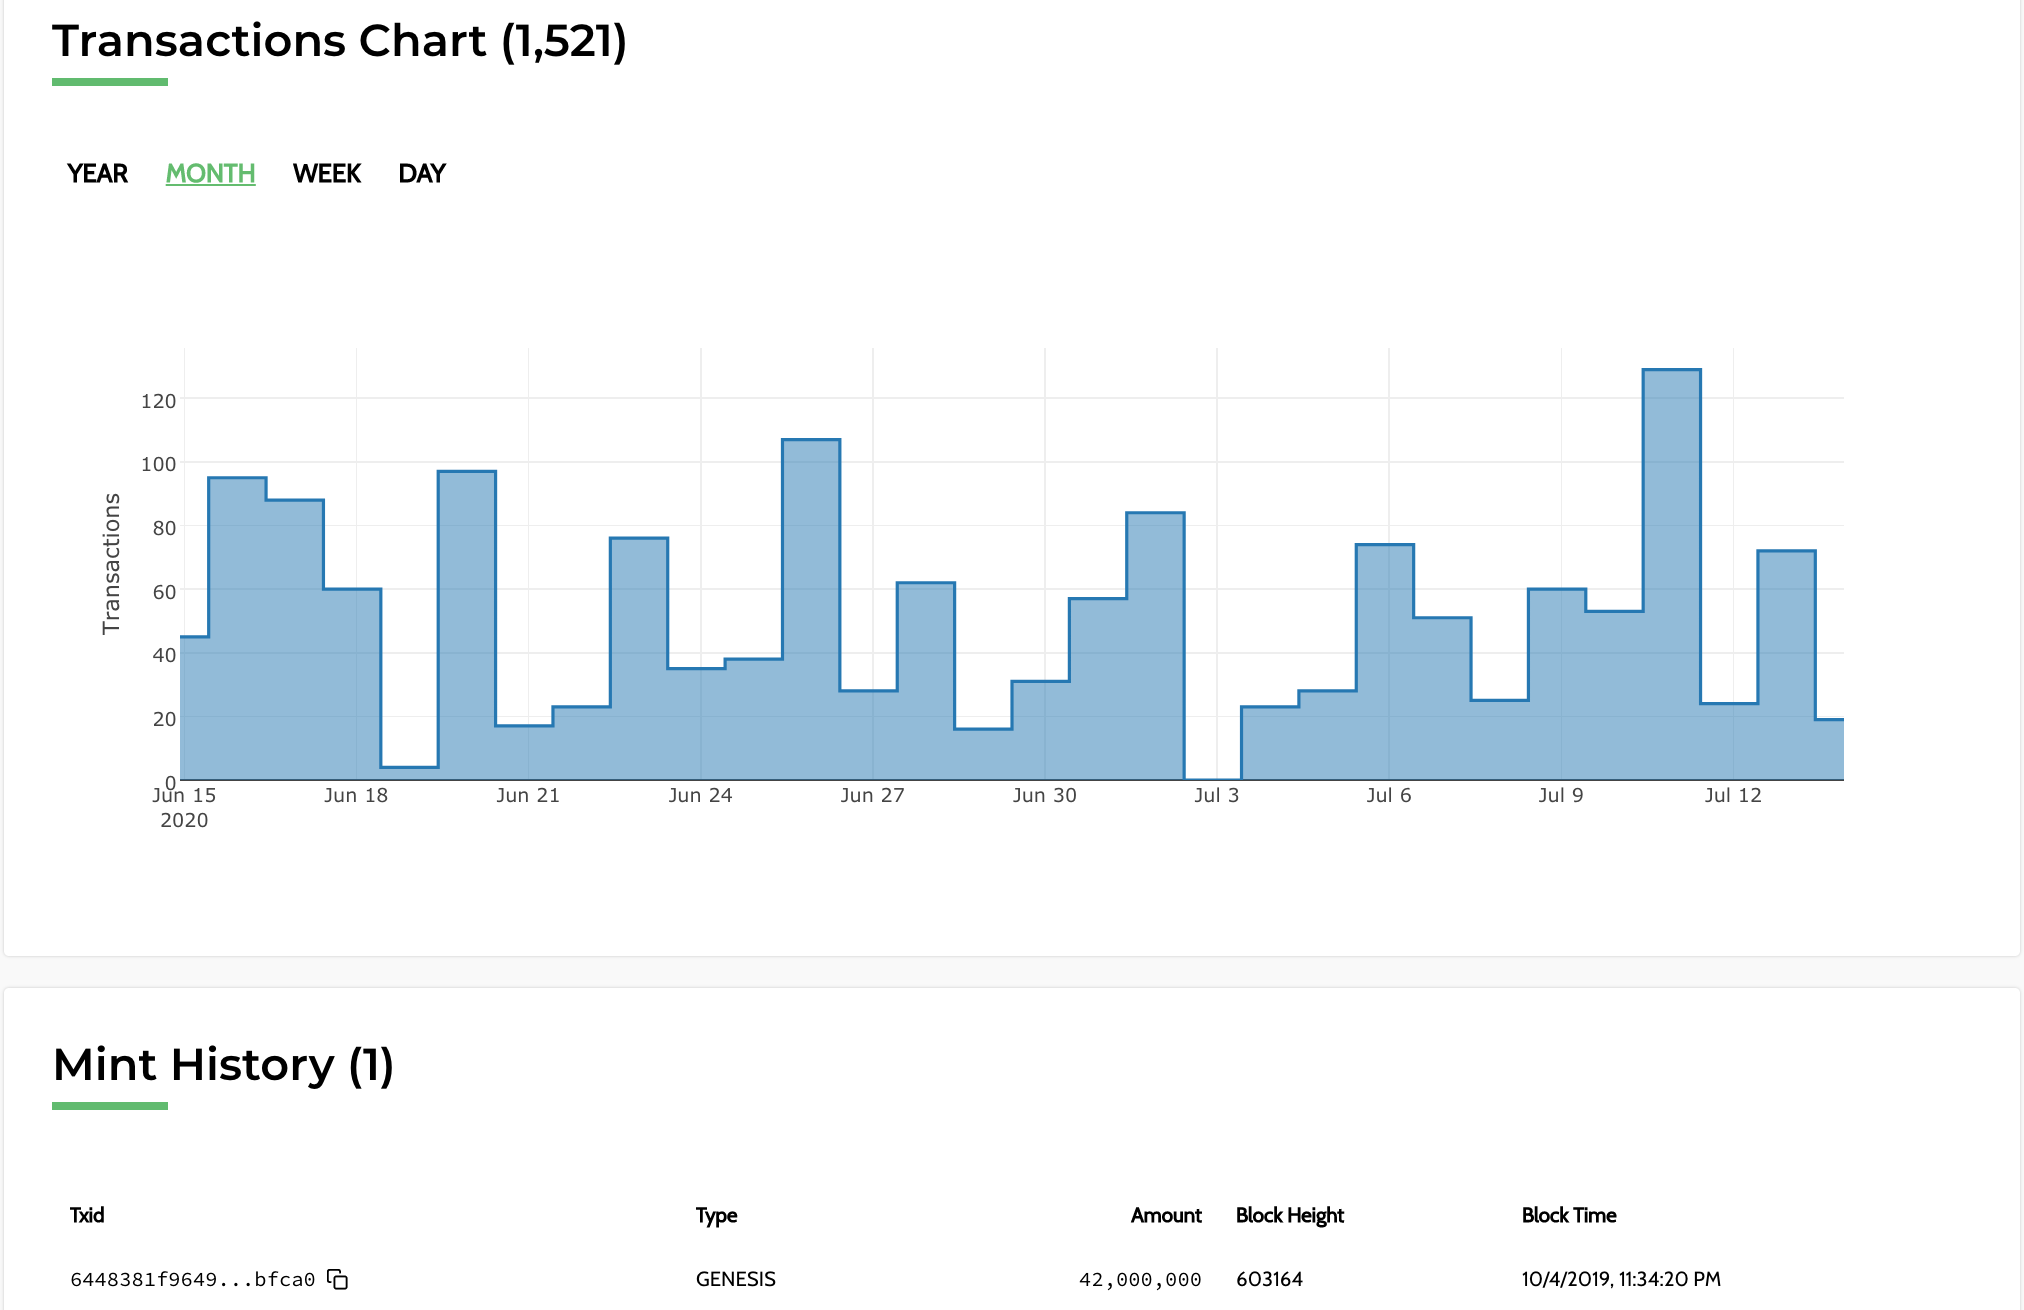 Transactions Chart (1,521)
YEAR MONTH WEEK DAY
Transactions
120
100
80
60
40
20
0
Jun 15 Jun 18 Jun 21 Jun 24 Jun 27 Jun 30 Jul 3 Jul 6 Jul 9 Jul 12
2020
Mint History (1)
Txid Type Amount Block Height Block Time
6448381f9649...bfca0 GENESIS 42,000,000 603164 10/4/2019, 11:34:20 PM